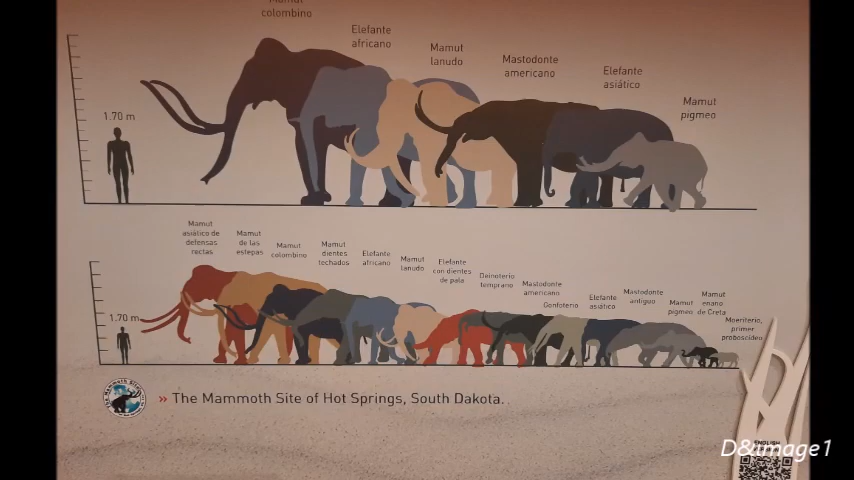 Mamut
colombino
Elefante
africano
Mamut
lanudo
Mastodonte
americano
Elefante
asiático
Mamut
pigmeo
1.70 m
Mamut
asiático de
defensas
rectas
Mamut
de las
estepas
Mamut
colombino
Mamut
dientes
techados
Elefante
africano
Mamut
lanudo
Elefante
con dientes
de pala
Deinoterio
temprano
Mastodonte
americano
Gonfoterio
Elefante
asiático
Mastodonte
antiguo
Mamut
pigmeo
Mamut
enano
de Creta
Moeriterio,
primer
proboscídeo
1.70 m
» The Mammoth Site of Hot Springs, South Dakota.
ENGLISH
D&image1